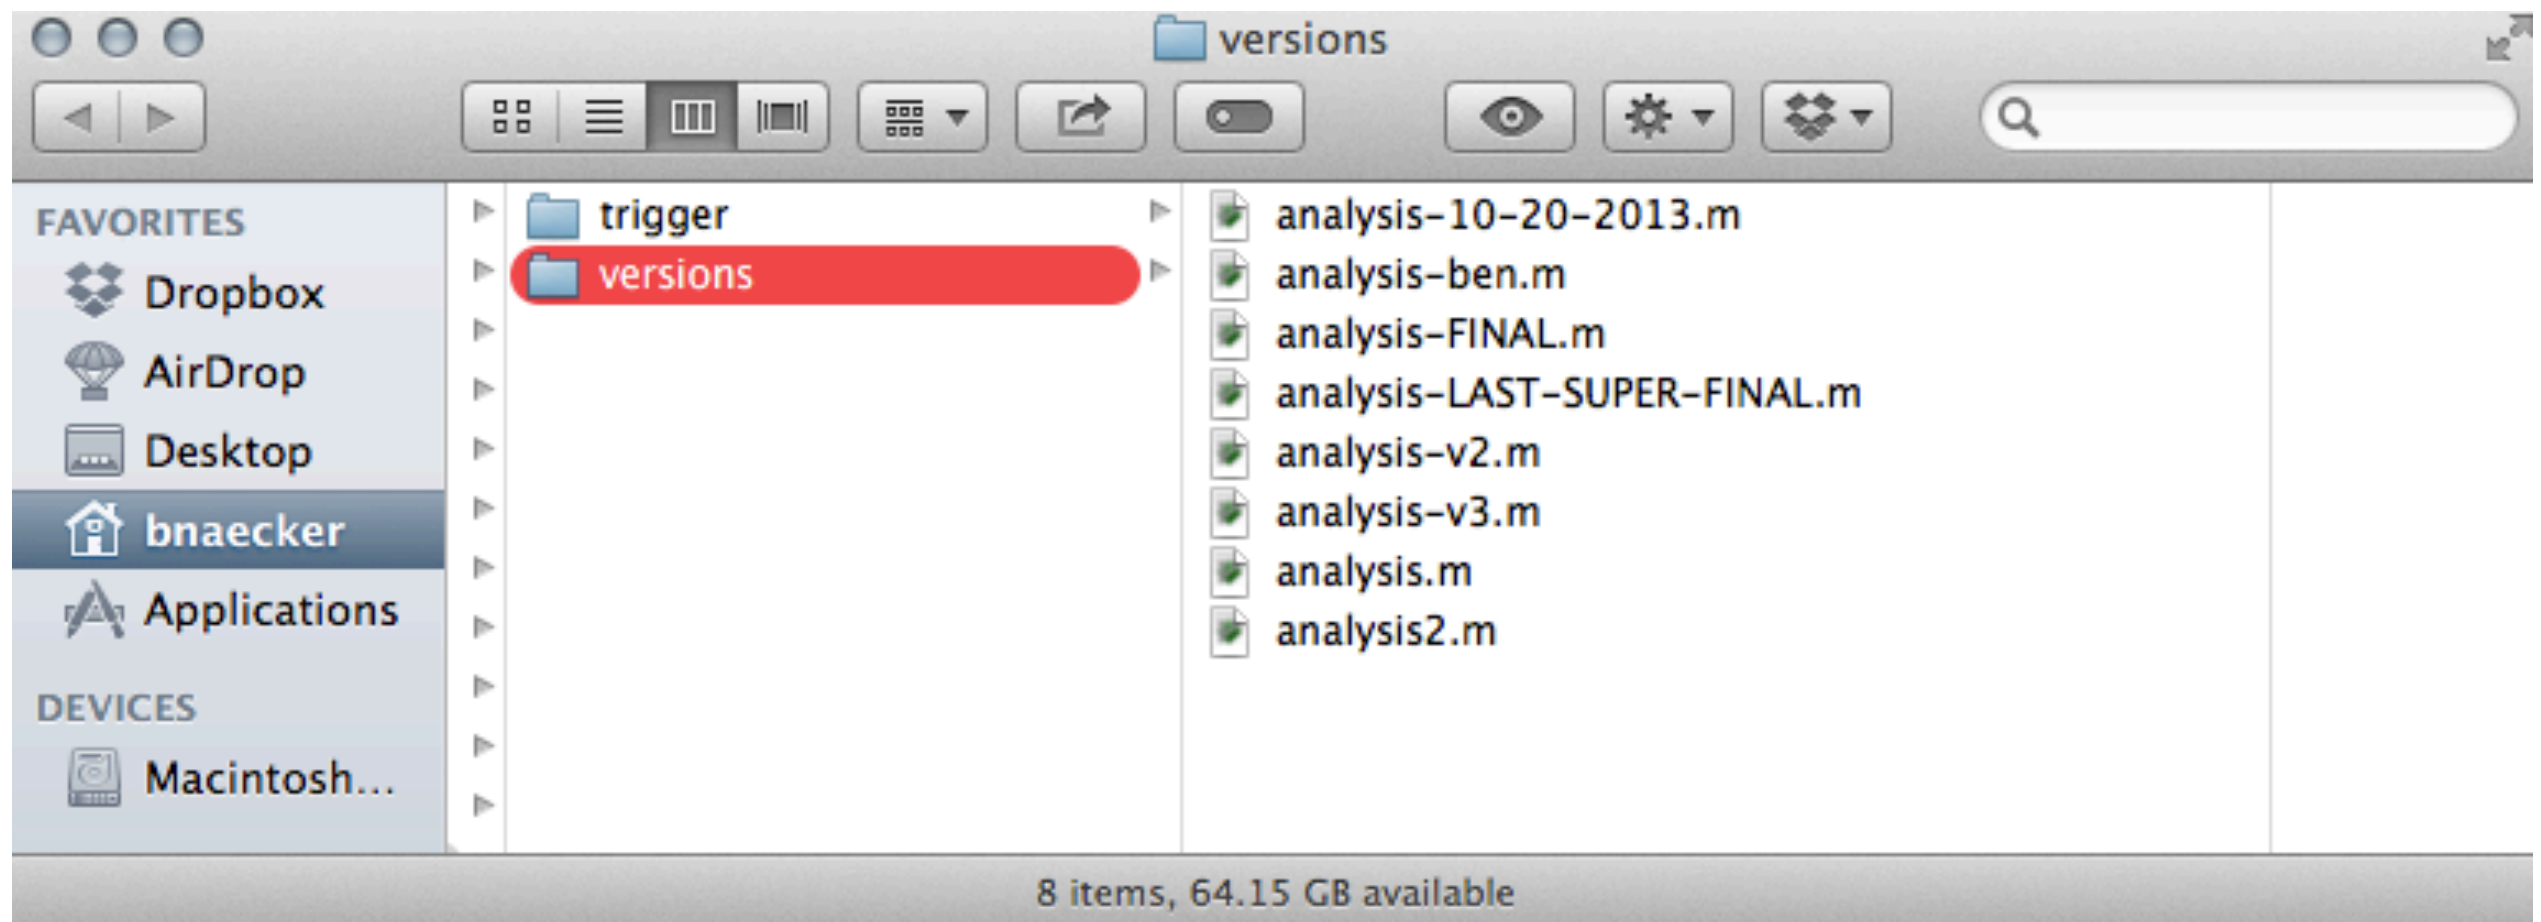 versions
FAVORITES
Dropbox
AirDrop
Desktop
bnaecker
Applications
DEVICES
Macintosh...
trigger
versions
analysis-10-20-2013.m
analysis-ben.m
analysis-FINAL.m
analysis-LAST-SUPER-FINAL.m
analysis-v2.m
analysis-v3.m
analysis.m
analysis2.m
8 items, 64.15 GB available